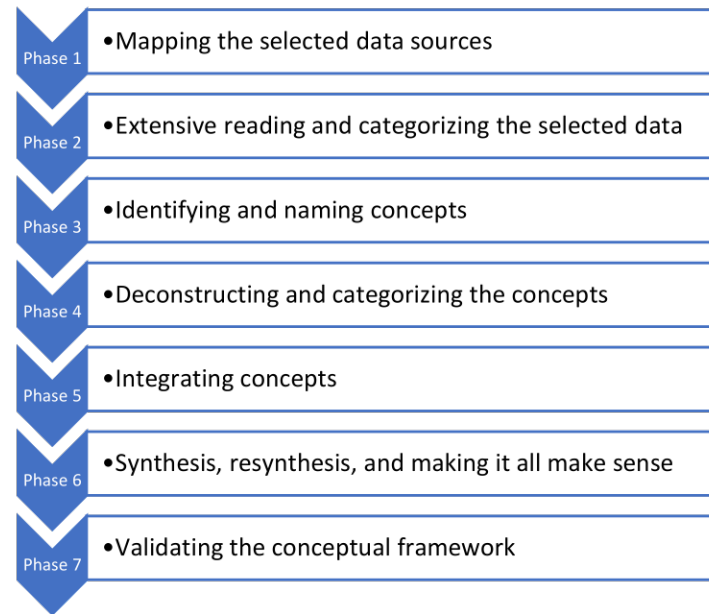 Phase 1
•Mapping the selected data sources
Phase 2
•Extensive reading and categorizing the selected data
Phase 3
•Identifying and naming concepts
Phase 4
•Deconstructing and categorizing the concepts
Phase 5
•Integrating concepts
Phase 6
•Synthesis, resynthesis, and making it all make sense
Phase 7
•Validating the conceptual framework